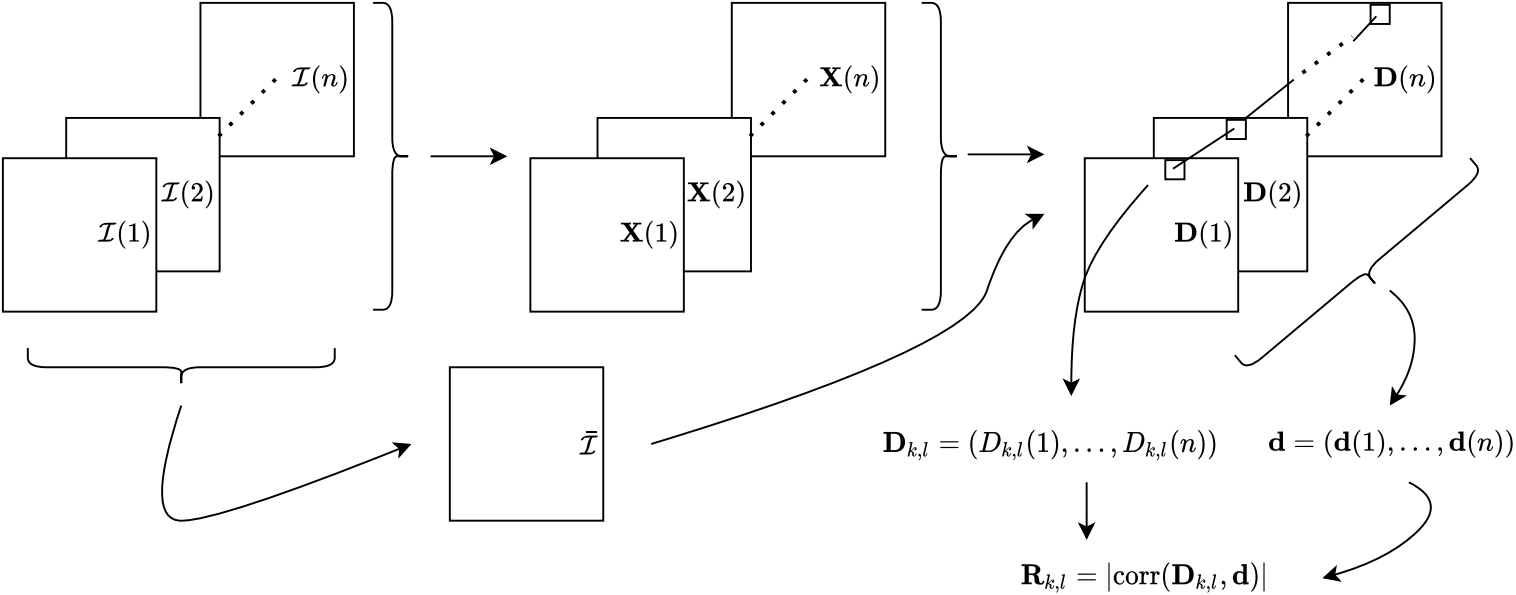 𝓘(n)
𝓘(2)
𝓘(1)
𝐗(n)
𝐗(2)
𝐗(1)
𝐃(n)
𝐃(2)
𝐃(1)
𝓘̄
𝐃_{k,l} = (D_{k,l}(1), …, D_{k,l}(n))
𝐝 = (𝐝(1), …, 𝐝(n))
𝐑_{k,l} = |corr(𝐃_{k,l}, 𝐝)|